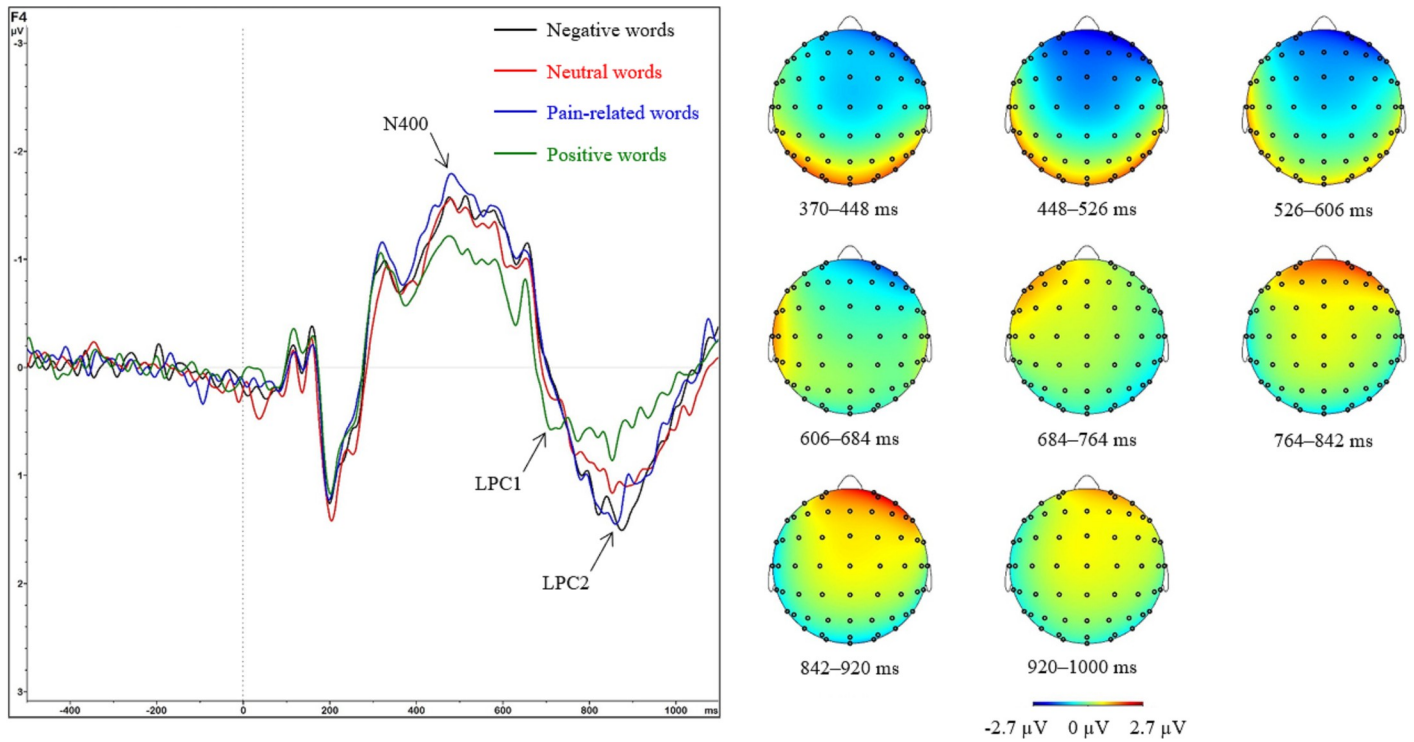 F4
µV
-3
-2
-1
0
1
2
3
-400 -200 0 200 400 600 800 1000 ms
Negative words
Neutral words
Pain-related words
Positive words
N400
LPC1
LPC2
370–448 ms 448–526 ms 526–606 ms
606–684 ms 684–764 ms 764–842 ms
842–920 ms 920–1000 ms
-2.7 µV 0 µV 2.7 µV